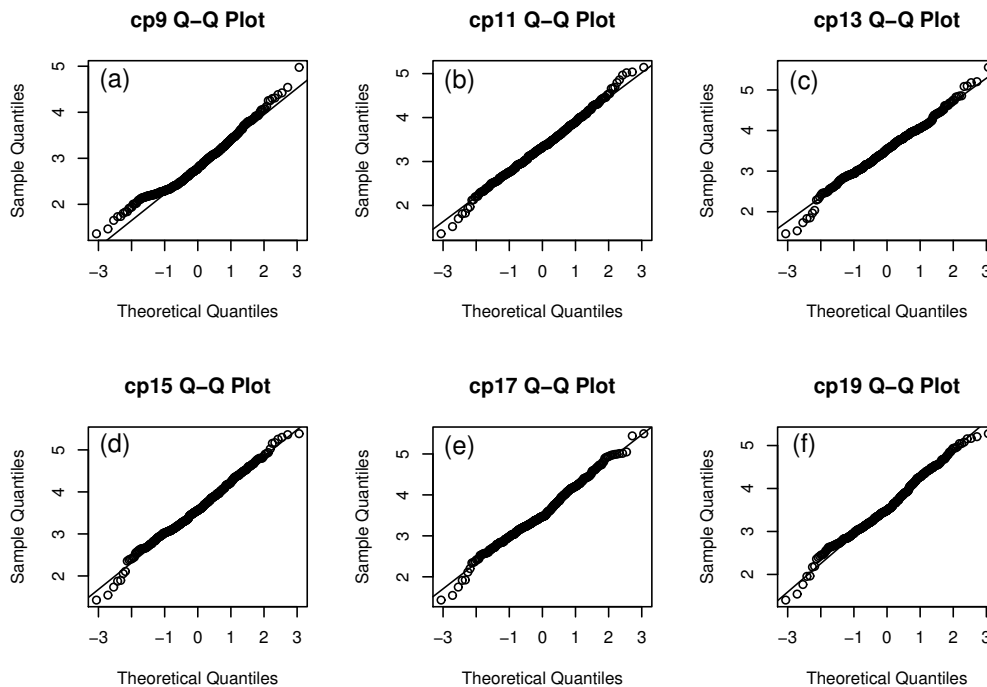 cp9 Q−Q Plot
(a)
Sample Quantiles
5
4
3
2
−3 −1 0 1 2 3
Theoretical Quantiles
cp11 Q−Q Plot
(b)
Sample Quantiles
5
4
3
2
−3 −1 0 1 2 3
Theoretical Quantiles
cp13 Q−Q Plot
(c)
Sample Quantiles
5
4
3
2
−3 −1 0 1 2 3
Theoretical Quantiles
cp15 Q−Q Plot
(d)
Sample Quantiles
5
4
3
2
−3 −1 0 1 2 3
Theoretical Quantiles
cp17 Q−Q Plot
(e)
Sample Quantiles
5
4
3
2
−3 −1 0 1 2 3
Theoretical Quantiles
cp19 Q−Q Plot
(f)
Sample Quantiles
5
4
3
2
−3 −1 0 1 2 3
Theoretical Quantiles